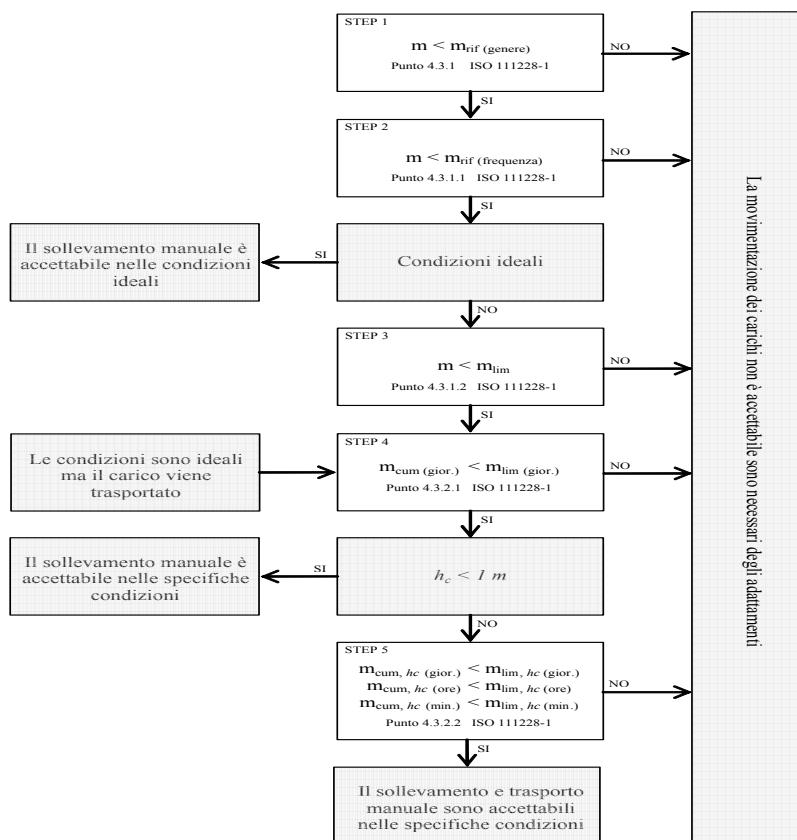 STEP 1
m < mrif (genere)
Punto 4.3.1 ISO 111228-1
NO
SI
STEP 2
m < mrif (frequenza)
Punto 4.3.1.1 ISO 111228-1
NO
SI
Il sollevamento manuale è
accettabile nelle condizioni
ideali
SI
Condizioni ideali
NO
STEP 3
m < mlim
Punto 4.3.1.2 ISO 111228-1
NO
SI
Le condizioni sono ideali
ma il carico viene
trasportato
STEP 4
mcum (gior.) < mlim (gior.)
Punto 4.3.2.1 ISO 111228-1
NO
SI
Il sollevamento manuale è
accettabile nelle specifiche
condizioni
SI
hc < 1 m
NO
STEP 5
mcum, hc (gior.) < mlim, hc (gior.)
mcum, hc (ore) < mlim, hc (ore)
mcum, hc (min.) < mlim, hc (min.)
Punto 4.3.2.2 ISO 111228-1
NO
SI
Il sollevamento e trasporto
manuale sono accettabili
nelle specifiche condizioni
La movimentazione dei carichi non è accettabile sono necessari degli adattamenti